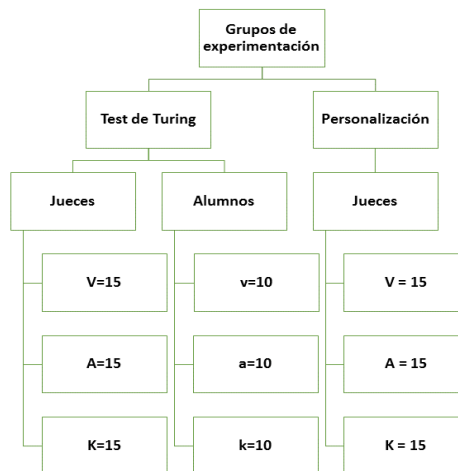 Grupos de
experimentación
Test de Turing
Personalización
Jueces
Alumnos
Jueces
V=15
v=10
V = 15
A=15
a=10
A = 15
K=15
k=10
K = 15